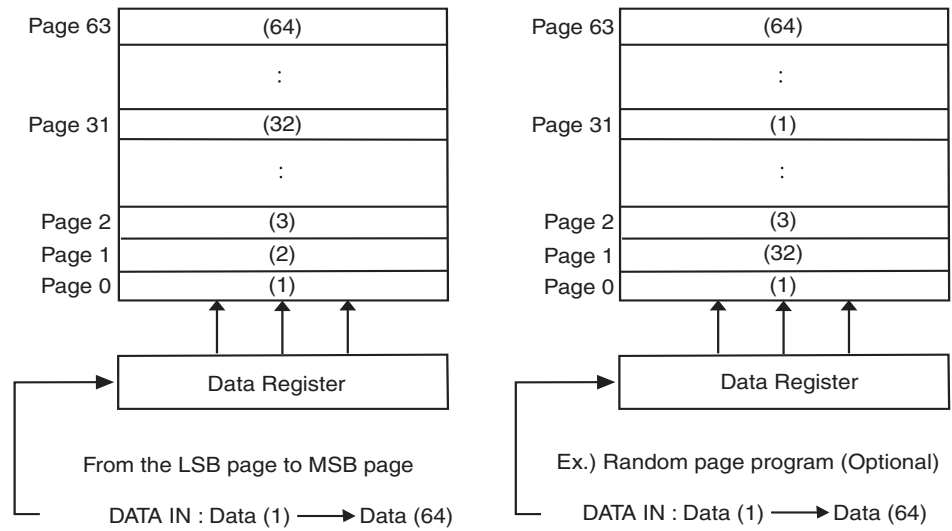 Page 63 (64)
:
Page 31 (32)
:
Page 2 (3)
Page 1 (2)
Page 0 (1)
Data Register
From the LSB page to MSB page
DATA IN : Data (1) Data (64)
Page 63 (64)
:
Page 31 (1)
:
Page 2 (3)
Page 1 (32)
Page 0 (1)
Data Register
Ex.) Random page program (Optional)
DATA IN : Data (1) Data (64)